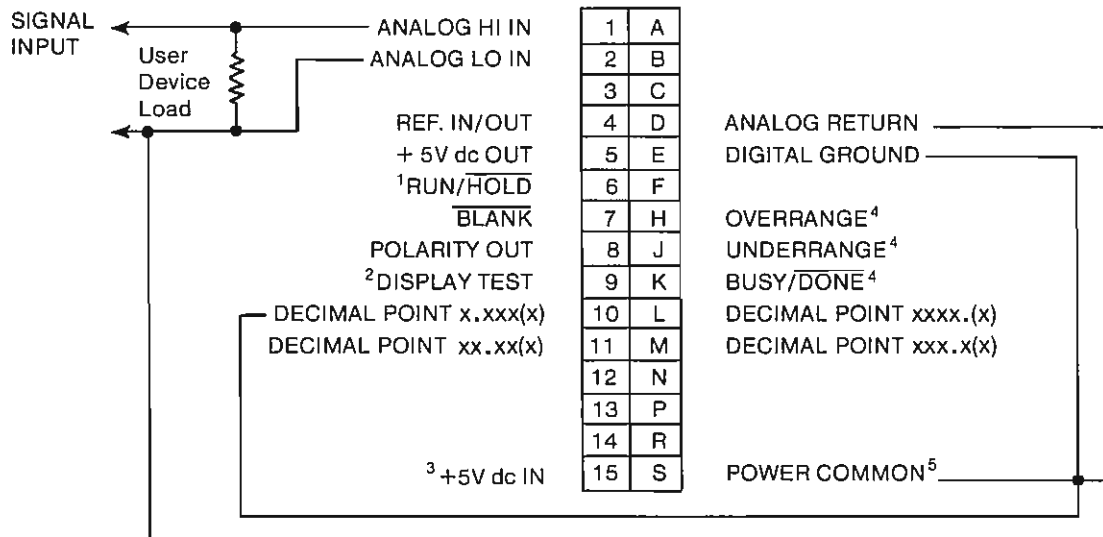 SIGNAL INPUT
User Device Load
ANALOG HI IN 1 A
ANALOG LO IN 2 B
3 C
REF. IN/OUT 4 D ANALOG RETURN
+ 5V dc OUT 5 E DIGITAL GROUND
¹RUN/HOLD 6 F
BLANK 7 H OVERRANGE⁴
POLARITY OUT 8 J UNDERRANGE⁴
²DISPLAY TEST 9 K BUSY/DONE⁴
DECIMAL POINT x.xxx(x) 10 L DECIMAL POINT xxxx.(x)
DECIMAL POINT xx.xx(x) 11 M DECIMAL POINT xxx.x(x)
12 N
13 P
14 R
³+5V dc IN 15 S POWER COMMON⁵